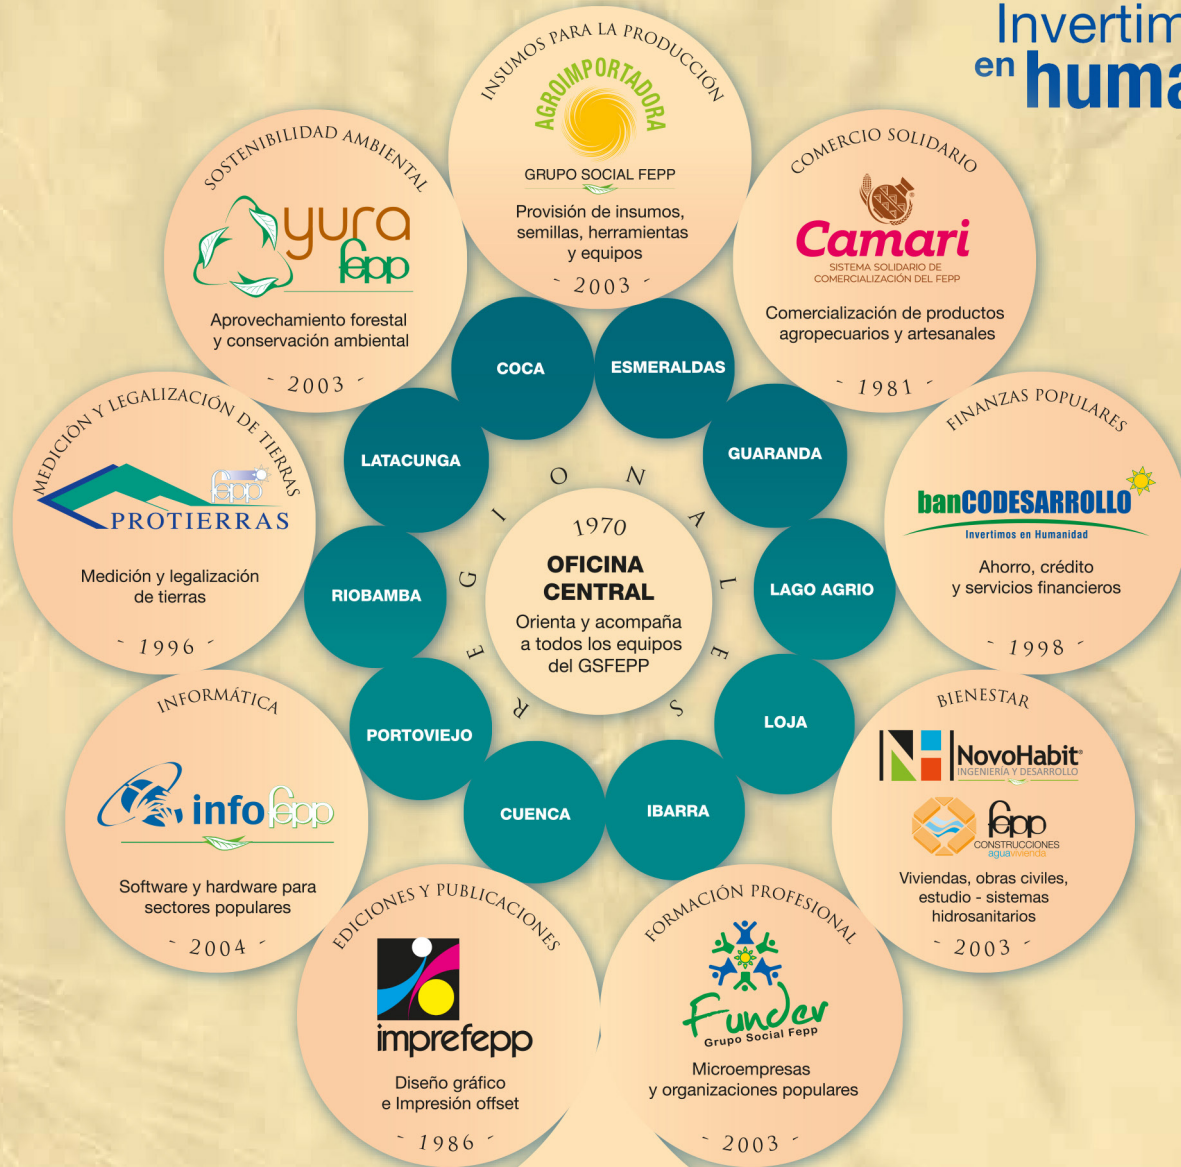 Invertim
en huma
INSUMOS PARA LA PRODUCCIÓN
AGROIMPORTADORA
GRUPO SOCIAL FEPP
Provisión de insumos,
semillas, herramientas
y equipos
- 2003 -
COMERCIO SOLIDARIO
Camari
SISTEMA SOLIDARIO DE
COMERCIALIZACIÓN DEL FEPP
Comercialización de productos
agropecuarios y artesanales
- 1981 -
FINANZAS POPULARES
banCODESARROLLO
Invertimos en Humanidad
Ahorro, crédito
y servicios financieros
- 1998 -
BIENESTAR
NovoHabit®
INGENIERÍA Y DESARROLLO
fepp
CONSTRUCCIONES
aguavivienda
Viviendas, obras civiles,
estudio - sistemas
hidrosanitarios
- 2003 -
FORMACIÓN PROFESIONAL
Funder
Grupo Social Fepp
Microempresas
y organizaciones populares
- 2003 -
EDICIONES Y PUBLICACIONES
imprefepp
Diseño gráfico
e Impresión offset
- 1986 -
INFORMÁTICA
infofepp
Software y hardware para
sectores populares
- 2004 -
MEDICIÓN Y LEGALIZACIÓN DE TIERRAS
fepp
PROTIERRAS
Medición y legalización
de tierras
- 1996 -
SOSTENIBILIDAD AMBIENTAL
yura
fepp
Aprovechamiento forestal
y conservación ambiental
- 2003 -
COCA
ESMERALDAS
GUARANDA
LAGO AGRIO
LOJA
IBARRA
CUENCA
PORTOVIEJO
RIOBAMBA
LATACUNGA
REGIONALES
1970
OFICINA
CENTRAL
Orienta y acompaña
a todos los equipos
del GSFEPP